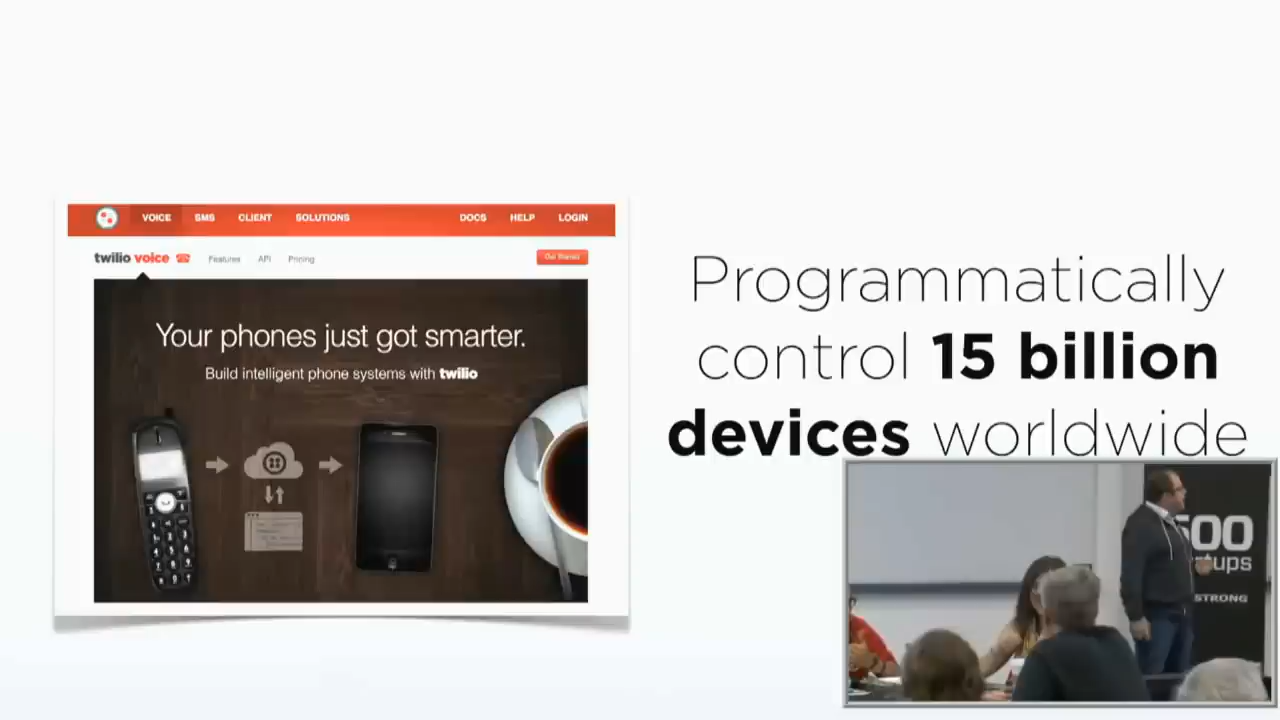 VOICE SMS CLIENT SOLUTIONS DOCS HELP LOGIN
twilio voice Features API Pricing Get Started
Your phones just got smarter.
Build intelligent phone systems with twilio
Programmatically
control 15 billion
devices worldwide
500
STRONG